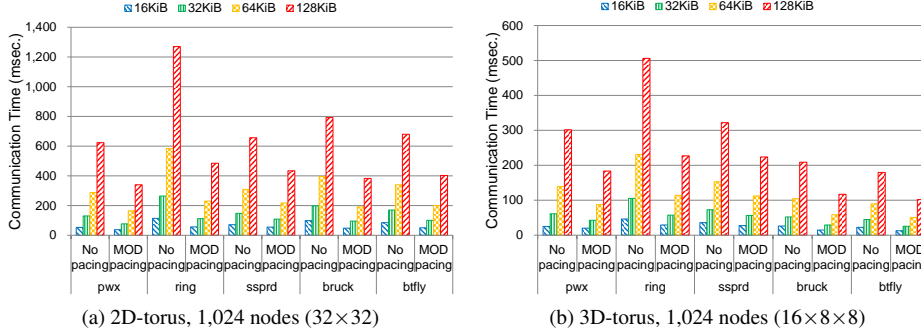 16KiB 32KiB 64KiB 128KiB
Communication Time (msec.)
1,400
1,200
1,000
800
600
400
200
0
No pacing MOD pacing No pacing MOD pacing No pacing MOD pacing No pacing MOD pacing No pacing MOD pacing
pwx ring ssprd bruck btfly
(a) 2D-torus, 1,024 nodes (32×32)
16KiB 32KiB 64KiB 128KiB
Communication Time (msec.)
600
500
400
300
200
100
0
No pacing MOD pacing No pacing MOD pacing No pacing MOD pacing No pacing MOD pacing No pacing MOD pacing
pwx ring ssprd bruck btfly
(b) 3D-torus, 1,024 nodes (16×8×8)